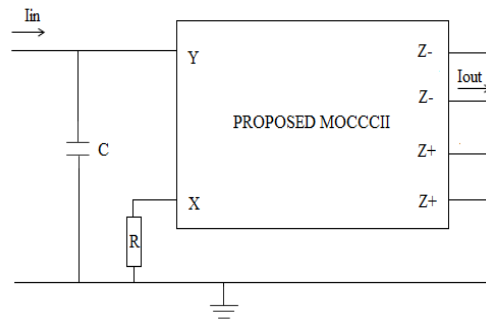 Iin
Y
Z-
Iout
Z-
C
PROPOSED MOCCCII
Z+
X
Z+
R